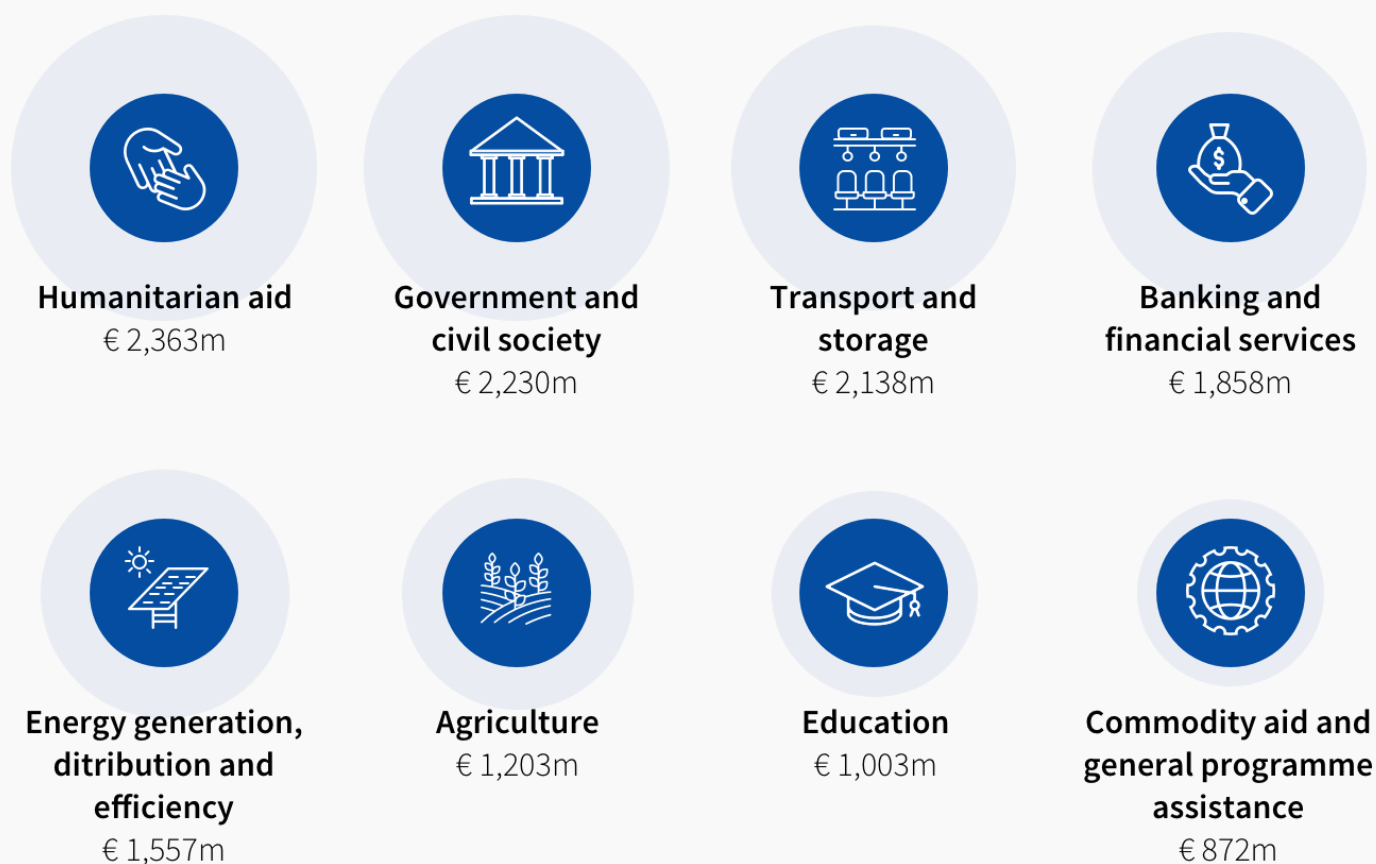 Humanitarian aid
€ 2,363m
Government and
civil society
€ 2,230m
Transport and
storage
€ 2,138m
$
Banking and
financial services
€ 1,858m
Energy generation,
ditribution and
efficiency
€ 1,557m
Agriculture
€ 1,203m
Education
€ 1,003m
Commodity aid and
general programme
assistance
€ 872m